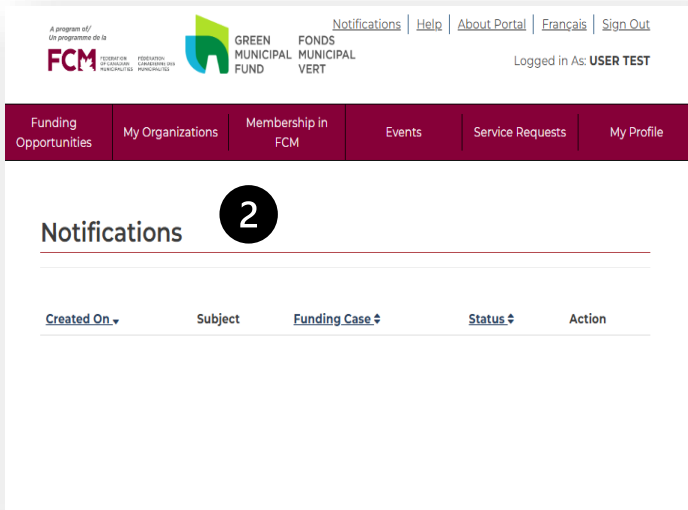 A program of/
Un programme de la
FCM
FEDERATION OF CANADIAN MUNICIPALITIES
FÉDÉRATION CANADIENNE DES MUNICIPALITÉS
GREEN MUNICIPAL FUND
FONDS MUNICIPAL VERT
Notifications | Help | About Portal | Français | Sign Out
Logged in As: USER TEST
Funding Opportunities
My Organizations
Membership in FCM
Events
Service Requests
My Profile
Notifications
2
Created On Subject Funding Case Status Action